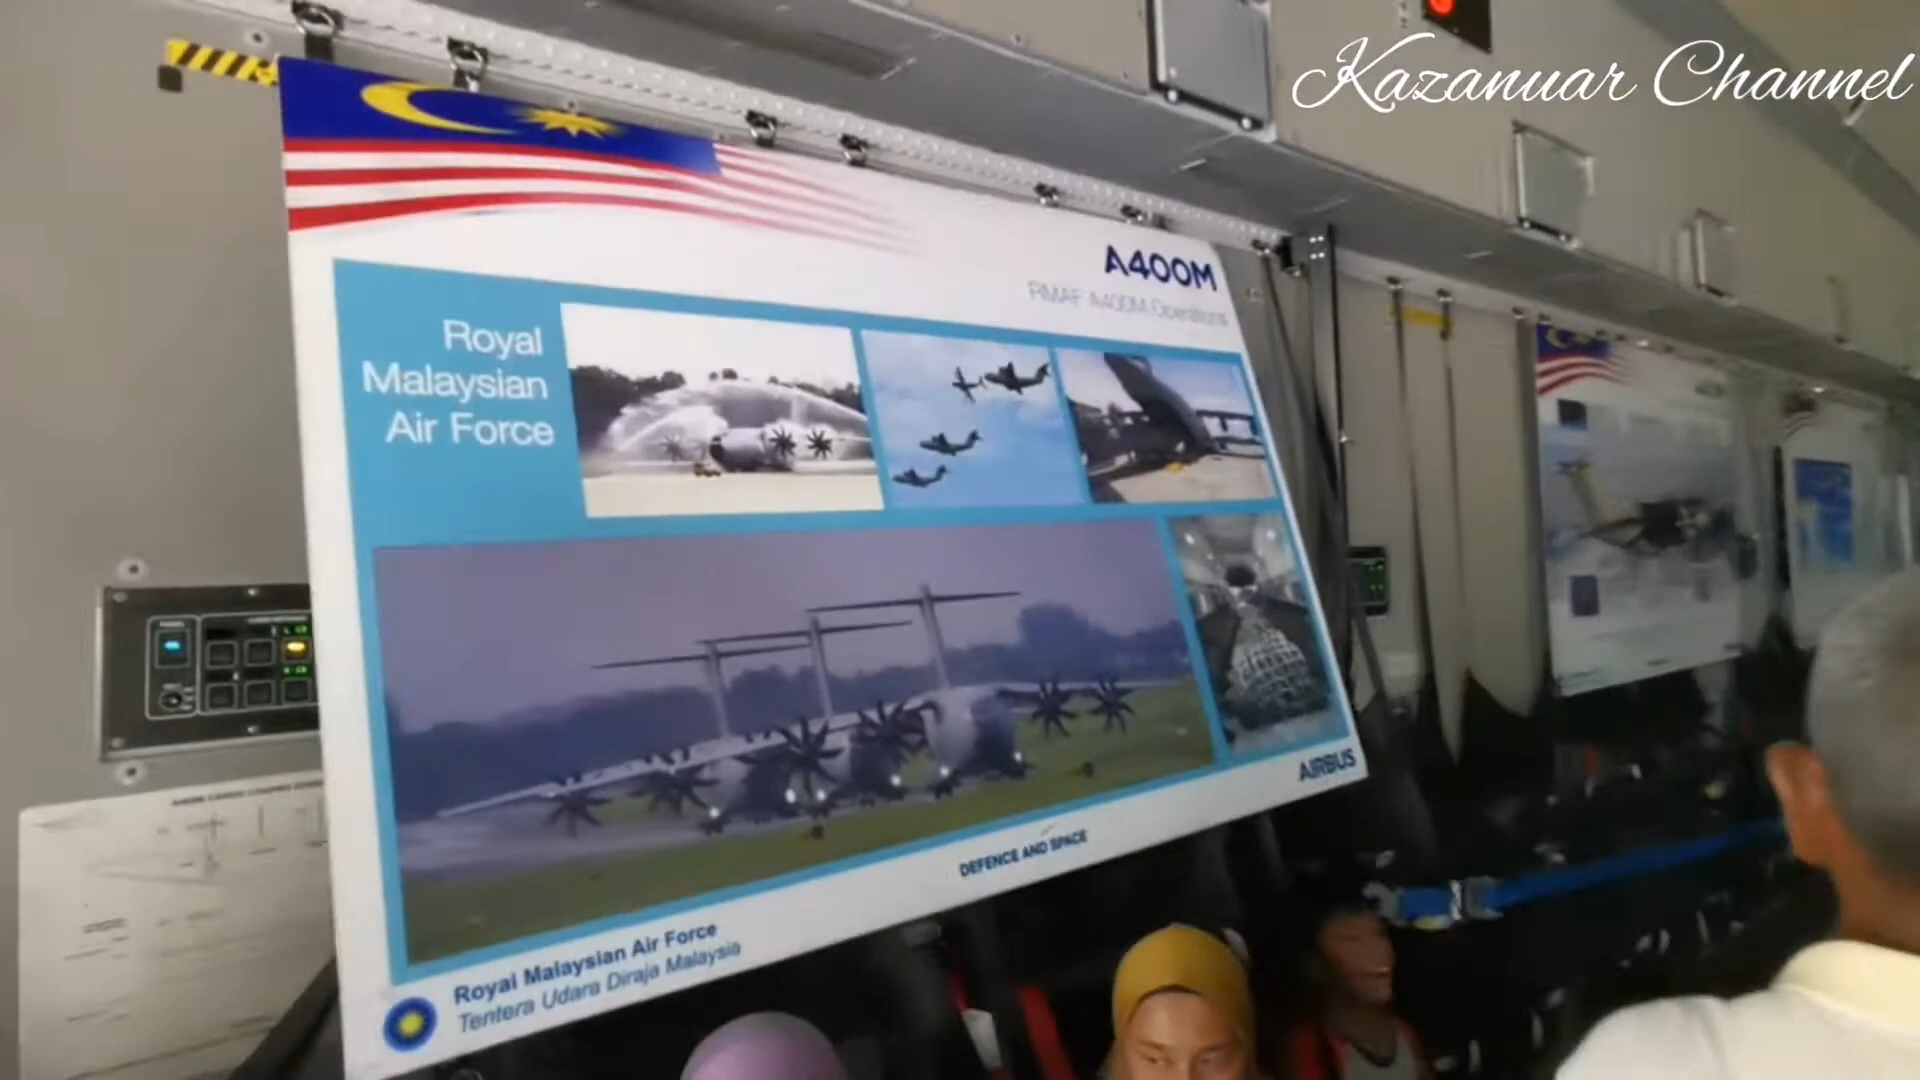 Kazanuar Channel
A400M
RMAF A400M Operations
Royal
Malaysian
Air Force
AIRBUS
DEFENCE AND SPACE
Royal Malaysian Air Force
Tentera Udara Diraja Malaysia